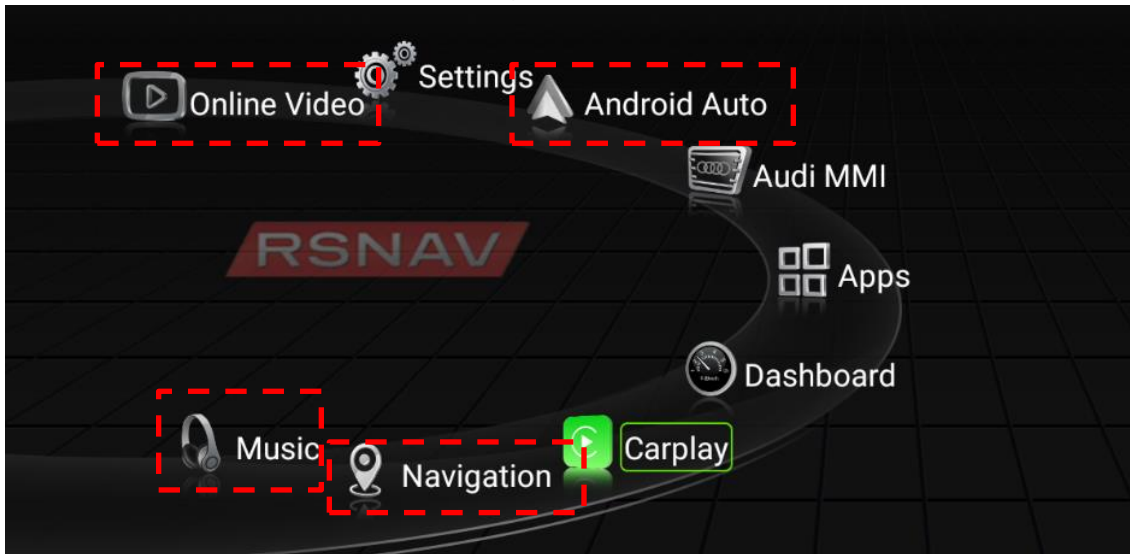 Settings
Online Video
Android Auto
Audi MMI
RSNAV
Apps
Dashboard
Music
Carplay
Navigation